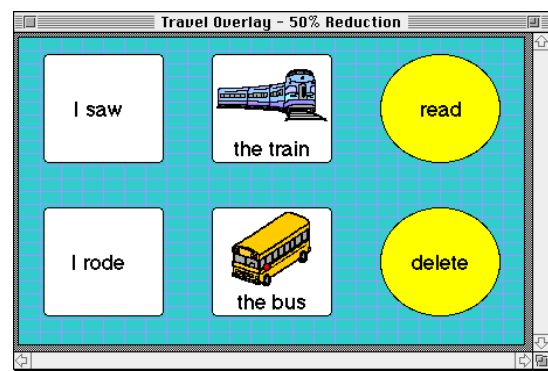 Travel Overlay - 50% Reduction
I saw
the train
read
I rode
the bus
delete